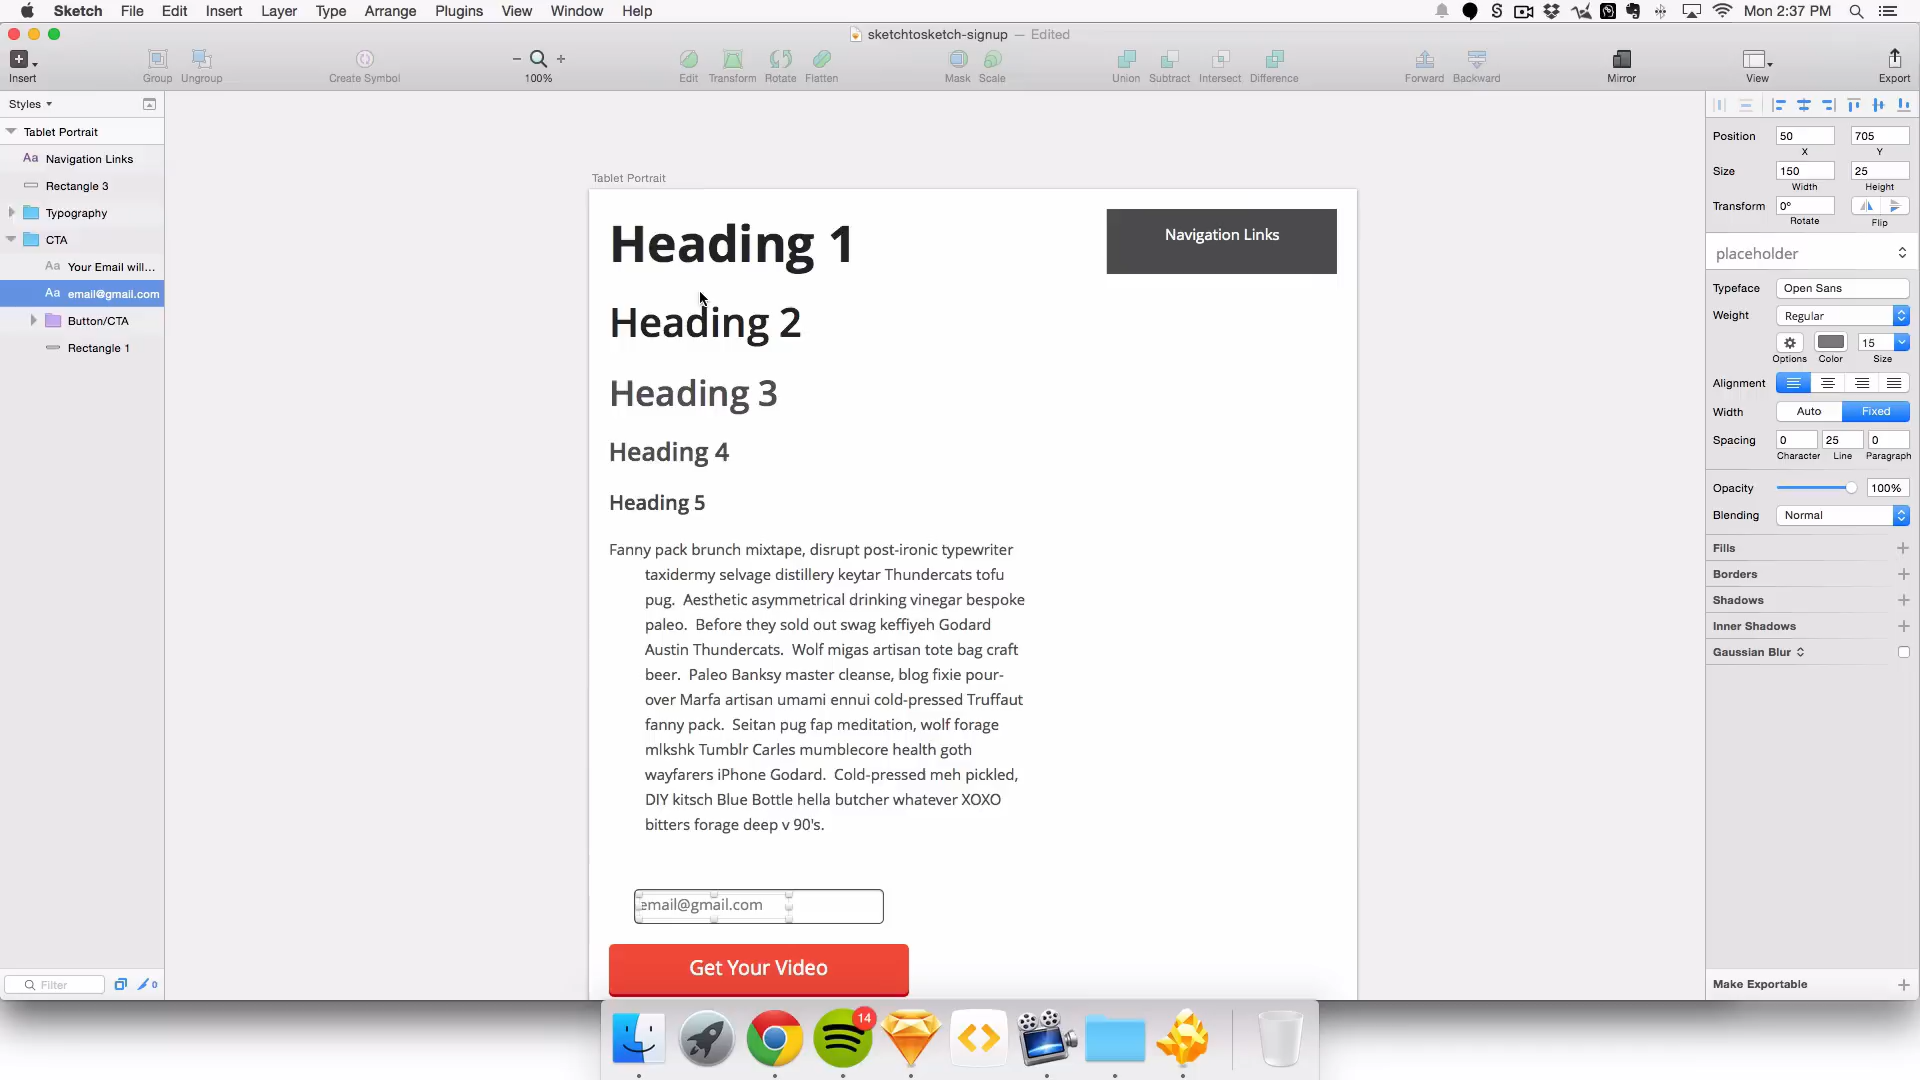 Sketch File Edit Insert Layer Type Arrange Plugins View Window Help Mon 2:37 PM
sketchtosketch-signup — Edited
Insert Group Ungroup Create Symbol 100% Edit Transform Rotate Flatten Mask Scale Union Subtract Intersect Difference Forward Backward Mirror View Export
Styles
Tablet Portrait
Aa Navigation Links
Rectangle 3
Typography
CTA
Aa Your Email will...
Aa email@gmail.com
Button/CTA
Rectangle 1
Filter 0
Tablet Portrait
Heading 1
Navigation Links
Heading 2
Heading 3
Heading 4
Heading 5
Fanny pack brunch mixtape, disrupt post-ironic typewriter
taxidermy selvage distillery keytar Thundercats tofu
pug.  Aesthetic asymmetrical drinking vinegar bespoke
paleo.  Before they sold out swag keffiyeh Godard
Austin Thundercats.  Wolf migas artisan tote bag craft
beer.  Paleo Banksy master cleanse, blog fixie pour-
over Marfa artisan umami ennui cold-pressed Truffaut
fanny pack.  Seitan pug fap meditation, wolf forage
mlkshk Tumblr Carles mumblecore health goth
wayfarers iPhone Godard.  Cold-pressed meh pickled,
DIY kitsch Blue Bottle hella butcher whatever XOXO
bitters forage deep v 90's.
email@gmail.com
Get Your Video
Position 50 705
X Y
Size 150 25
Width Height
Transform 0°
Rotate Flip
placeholder
Typeface Open Sans
Weight Regular
15
Options Color Size
Alignment
Width Auto Fixed
Spacing 0 25 0
Character Line Paragraph
Opacity 100%
Blending Normal
Fills
Borders
Shadows
Inner Shadows
Gaussian Blur
Make Exportable
14